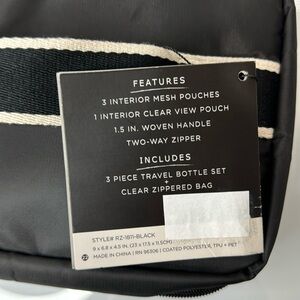 FEATURES
3 INTERIOR MESH POUCHES
1 INTERIOR CLEAR VIEW POUCH
1.5 IN. WOVEN HANDLE
TWO-WAY ZIPPER
INCLUDES
3 PIECE TRAVEL BOTTLE SET
+
CLEAR ZIPPERED BAG
STYLE# RZ-1811-BLACK
9 x 6.8 x 4.5 IN. (23 x 17.5 x 11.5CM)
MADE IN CHINA | RN 96306 | COATED POLYESTER, TPU + PET